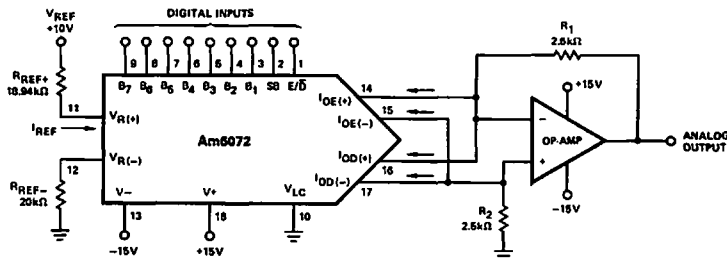 DIGITAL INPUTS
VREF
+10V
9 8 7 6 5 4 3 2 1
B7 B6 B5 B4 B3 B2 B1 SB E/D̅
RREF+
18.94kΩ
11
VR(+)
IREF
Am6072
12
VR(-)
RREF-
20kΩ
V-
V+
VLC
13
18
10
-15V
+15V
IOE(+)
14
15
IOE(-)
IOD(+)
16
IOD(-)
17
R1
2.5kΩ
+15V
-
OP-AMP
+
ANALOG
OUTPUT
R2
2.5kΩ
-15V